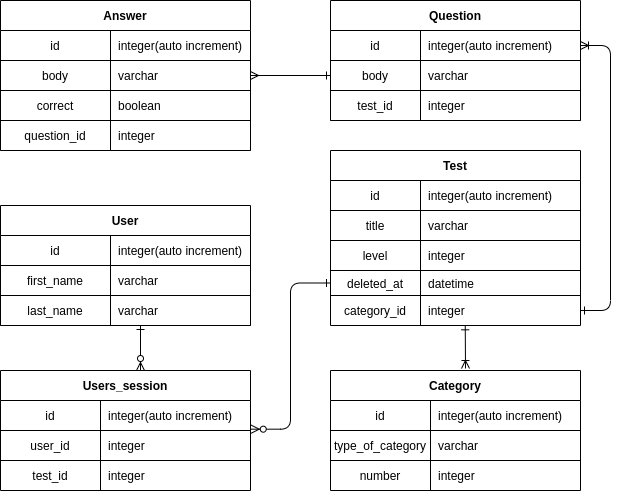 Answer
id integer(auto increment)
body varchar
correct boolean
question_id integer
Question
id integer(auto increment)
body varchar
test_id integer
Test
id integer(auto increment)
title varchar
level integer
deleted_at datetime
category_id integer
User
id integer(auto increment)
first_name varchar
last_name varchar
Users_session
id integer(auto increment)
user_id integer
test_id integer
Category
id integer(auto increment)
type_of_category varchar
number integer